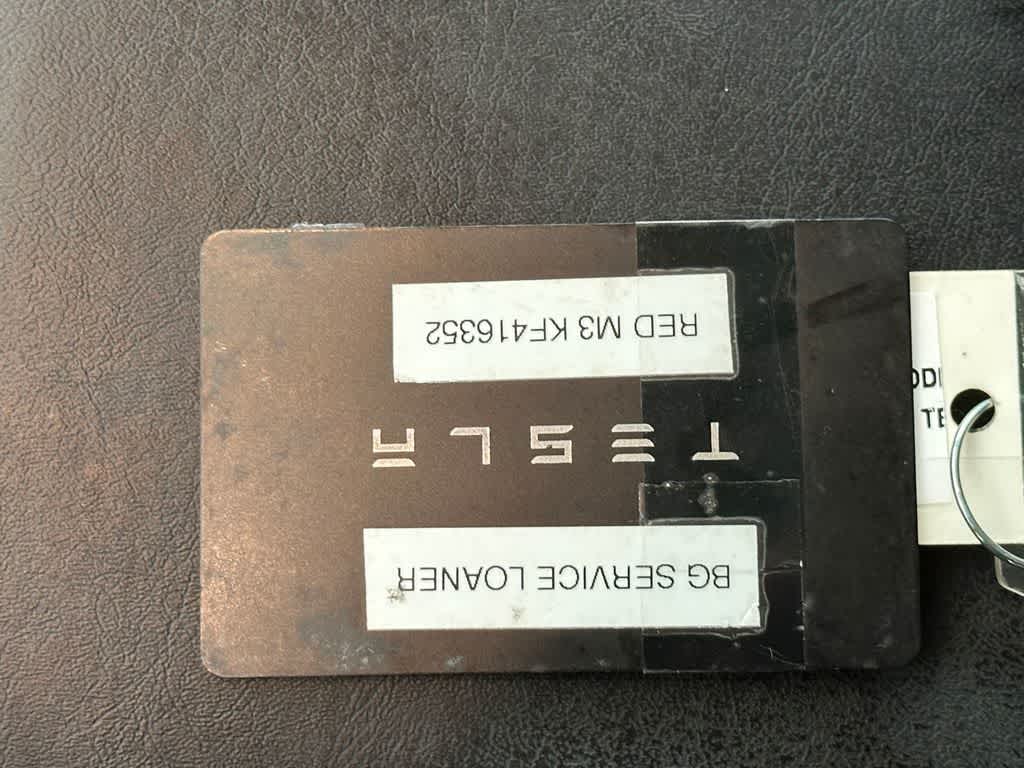 BG SERVICE LOANER
TESLA
RED M3 KF416352